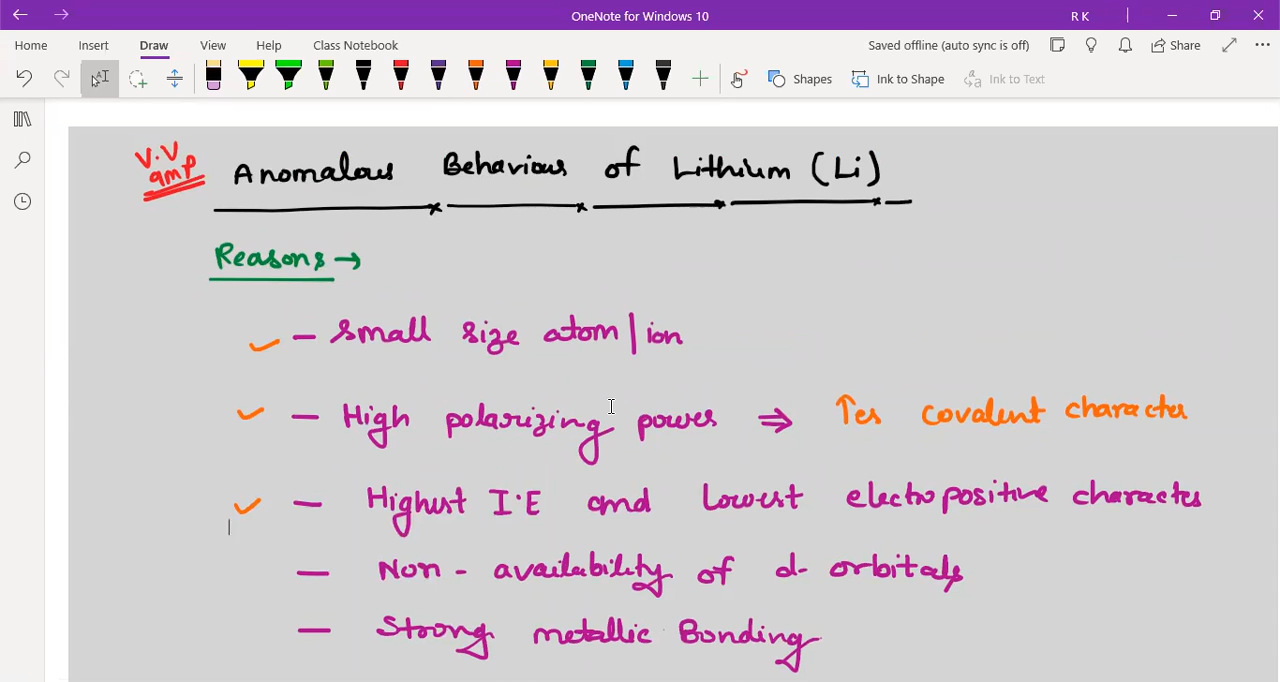 OneNote for Windows 10
R K
Home Insert Draw View Help Class Notebook
Saved offline (auto sync is off) Share
Shapes Ink to Shape Ink to Text
V.V Imp
Anomalous Behaviour of Lithium (Li)
Reasons →
✓ — Small size atom|ion
✓ — High polarizing power ⇒ ↑es covalent character
✓ — Highest I.E and lowest electropositive character
— Non - availability of d- orbitals
— Strong metallic Bonding